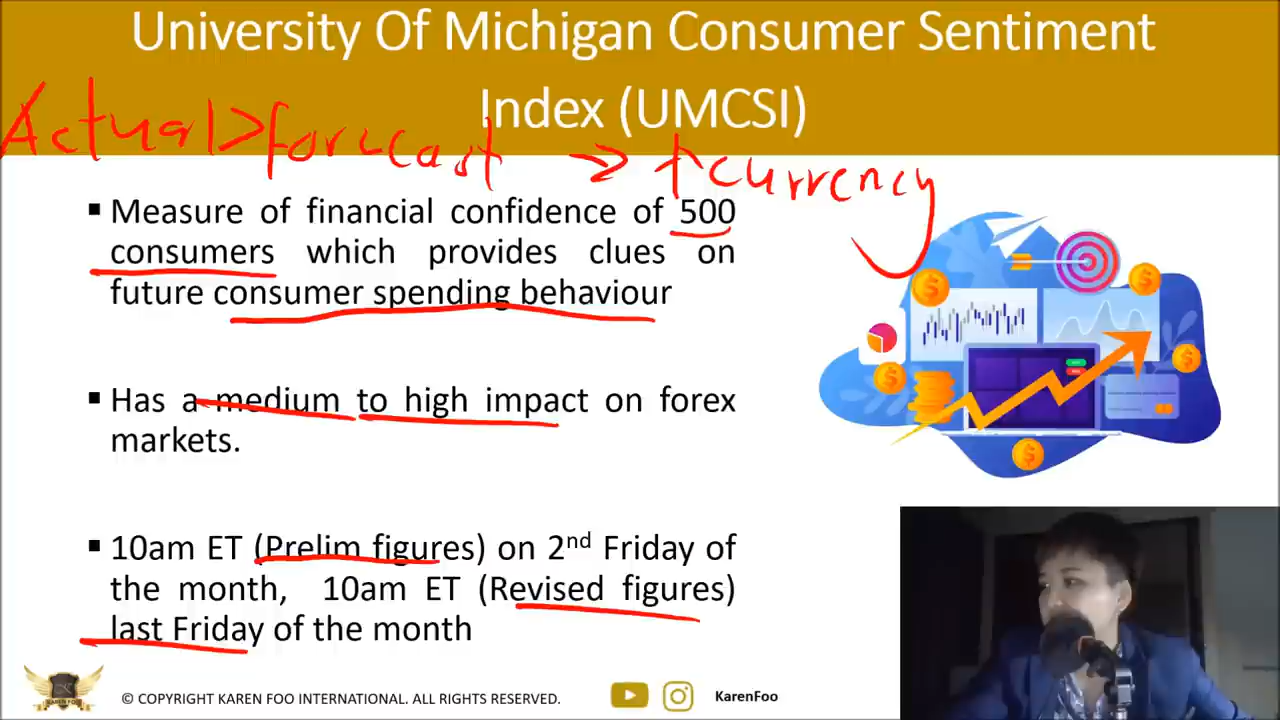 University Of Michigan Consumer Sentiment
Index (UMCSI)
Actual > forecast → ↑ currency
▪ Measure of financial confidence of 500
consumers which provides clues on
future consumer spending behaviour
▪ Has a medium to high impact on forex
markets.
▪ 10am ET (Prelim figures) on 2nd Friday of
the month, 10am ET (Revised figures)
last Friday of the month
KAREN FOO
© COPYRIGHT KAREN FOO INTERNATIONAL. ALL RIGHTS RESERVED.
KarenFoo